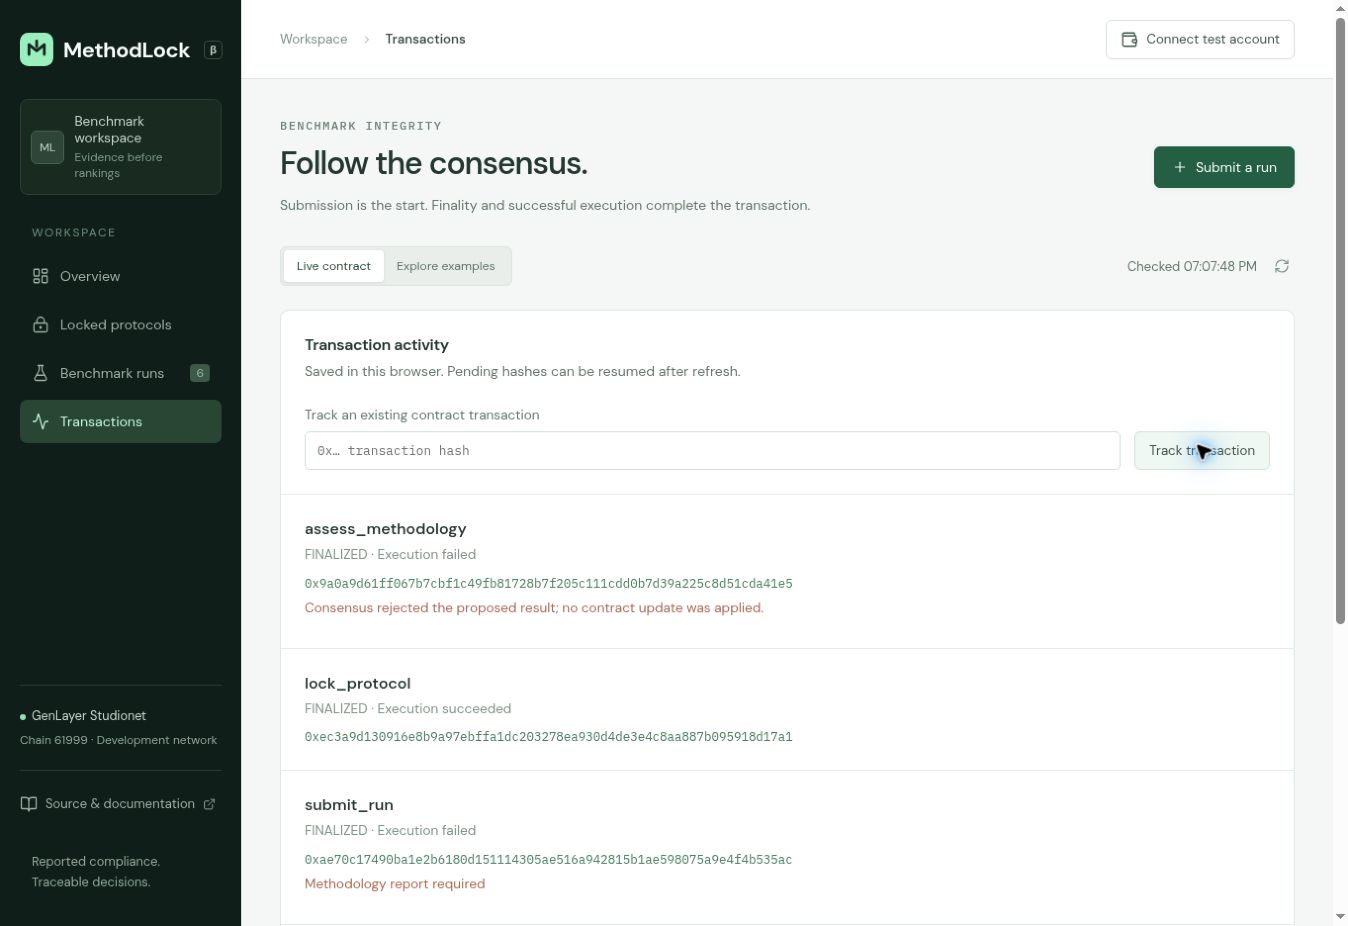 MethodLock β
ML
Benchmark
workspace
Evidence before
rankings
WORKSPACE
Overview
Locked protocols
Benchmark runs 6
Transactions
GenLayer Studionet
Chain 61999 · Development network
Source & documentation
Reported compliance.
Traceable decisions.
Workspace > Transactions
Connect test account
BENCHMARK INTEGRITY
Follow the consensus.
Submission is the start. Finality and successful execution complete the transaction.
+ Submit a run
Live contract Explore examples
Checked 07:07:48 PM
Transaction activity
Saved in this browser. Pending hashes can be resumed after refresh.
Track an existing contract transaction
0x… transaction hash
Track transaction
assess_methodology
FINALIZED · Execution failed
0x9a0a9d61ff067b7cbf1c49fb81728b7f205c111cdd0b7d39a225c8d51cda41e5
Consensus rejected the proposed result; no contract update was applied.
lock_protocol
FINALIZED · Execution succeeded
0xec3a9d130916e8b9a97ebffa1dc203278ea930d4de3e4c8aa887b095918d17a1
submit_run
FINALIZED · Execution failed
0xae70c17490ba1e2b6180d151114305ae516a942815b1ae598075a9e4f4b535ac
Methodology report required